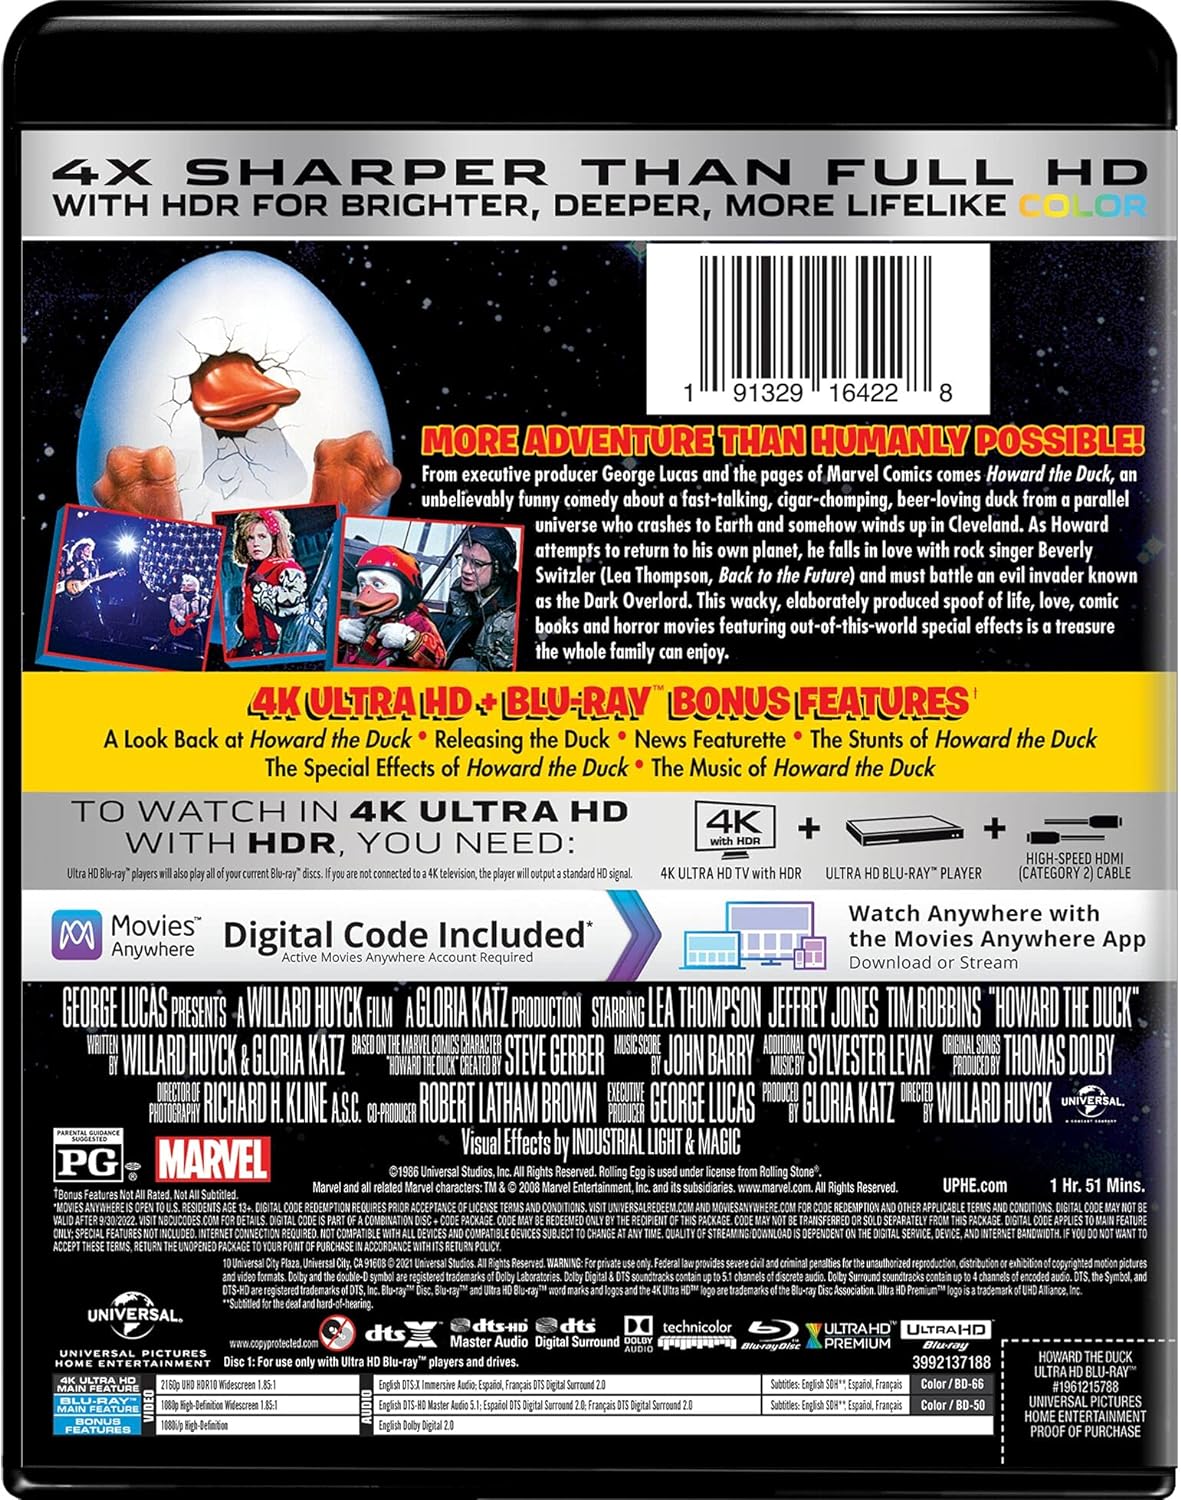 4X SHARPER THAN FULL HD
WITH HDR FOR BRIGHTER, DEEPER, MORE LIFELIKE COLOR
1 91329 16422 8
MORE ADVENTURE THAN HUMANLY POSSIBLE!
From executive producer George Lucas and the pages of Marvel Comics comes Howard the Duck, an
unbelievably funny comedy about a fast-talking, cigar-chomping, beer-loving duck from a parallel
universe who crashes to Earth and somehow winds up in Cleveland. As Howard
attempts to return to his own planet, he falls in love with rock singer Beverly
Switzler (Lea Thompson, Back to the Future) and must battle an evil invader known
as the Dark Overlord. This wacky, elaborately produced spoof of life, love, comic
books and horror movies featuring out-of-this-world special effects is a treasure
the whole family can enjoy.
4K ULTRA HD + BLU-RAY™ BONUS FEATURES†
A Look Back at Howard the Duck • Releasing the Duck • News Featurette • The Stunts of Howard the Duck
The Special Effects of Howard the Duck • The Music of Howard the Duck
TO WATCH IN 4K ULTRA HD
WITH HDR, YOU NEED:
Ultra HD Blu-ray™ players will also play all of your current Blu-ray™ discs. If you are not connected to a 4K television, the player will output a standard HD signal.
4K
with HDR
+
+
4K ULTRA HD TV with HDR
ULTRA HD BLU-RAY™ PLAYER
HIGH-SPEED HDMI
(CATEGORY 2) CABLE
Movies™
Anywhere
Digital Code Included*
Active Movies Anywhere Account Required
Watch Anywhere with
the Movies Anywhere App
Download or Stream
GEORGE LUCAS PRESENTS A WILLARD HUYCK FILM A GLORIA KATZ PRODUCTION STARRING LEA THOMPSON JEFFREY JONES TIM ROBBINS "HOWARD THE DUCK"
WRITTEN BY WILLARD HUYCK & GLORIA KATZ BASED ON THE MARVEL COMICS CHARACTER "HOWARD THE DUCK" CREATED BY STEVE GERBER MUSIC SCORE BY JOHN BARRY ADDITIONAL MUSIC BY SYLVESTER LEVAY ORIGINAL SONGS PRODUCED BY THOMAS DOLBY
DIRECTOR OF PHOTOGRAPHY RICHARD H. KLINE A.S.C. CO-PRODUCER ROBERT LATHAM BROWN EXECUTIVE PRODUCER GEORGE LUCAS PRODUCED BY GLORIA KATZ DIRECTED BY WILLARD HUYCK UNIVERSAL
A COMCAST COMPANY
Visual Effects by INDUSTRIAL LIGHT & MAGIC
PARENTAL GUIDANCE
SUGGESTED
PG
®
MARVEL
©1986 Universal Studios, Inc. All Rights Reserved. Rolling Egg is used under license from Rolling Stone®.
Marvel and all related Marvel characters: TM & © 2008 Marvel Entertainment, Inc. and its subsidiaries. www.marvel.com. All Rights Reserved.
UPHE.com
1 Hr. 51 Mins.
†Bonus Features Not All Rated, Not All Subtitled.
*MOVIES ANYWHERE IS OPEN TO U.S. RESIDENTS AGE 13+. DIGITAL CODE REDEMPTION REQUIRES PRIOR ACCEPTANCE OF LICENSE TERMS AND CONDITIONS. VISIT UNIVERSALREDEEM.COM AND MOVIESANYWHERE.COM FOR CODE REDEMPTION AND OTHER APPLICABLE TERMS AND CONDITIONS. DIGITAL CODE MAY NOT BE
VALID AFTER 9/30/2022. VISIT NBCUCODES.COM FOR DETAILS. DIGITAL CODE IS PART OF A COMBINATION DISC + CODE PACKAGE. CODE MAY BE REDEEMED ONLY BY THE RECIPIENT OF THIS PACKAGE. CODE MAY NOT BE TRANSFERRED OR SOLD SEPARATELY FROM THIS PACKAGE. DIGITAL CODE APPLIES TO MAIN FEATURE
ONLY; SPECIAL FEATURES NOT INCLUDED. INTERNET CONNECTION REQUIRED. NOT COMPATIBLE WITH ALL DEVICES AND COMPATIBLE DEVICES SUBJECT TO CHANGE AT ANY TIME. QUALITY OF STREAMING/DOWNLOAD IS DEPENDENT ON THE DIGITAL SERVICE, DEVICE, AND INTERNET BANDWIDTH. IF YOU DO NOT WANT TO
ACCEPT THESE TERMS, RETURN THE UNOPENED PACKAGE TO YOUR POINT OF PURCHASE IN ACCORDANCE WITH ITS RETURN POLICY.
10 Universal City Plaza, Universal City, CA 91608 © 2021 Universal Studios. All Rights Reserved. WARNING: For private use only. Federal law provides severe civil and criminal penalties for the unauthorized reproduction, distribution or exhibition of copyrighted motion pictures
and video formats. Dolby and the double-D symbol are registered trademarks of Dolby Laboratories. Dolby Digital & DTS soundtracks contain up to 5.1 channels of discrete audio. Dolby Surround soundtracks contain up to 4 channels of encoded audio. DTS, the Symbol, and
DTS-HD are registered trademarks of DTS, Inc. Blu-ray™ Disc, Blu-ray™ and Ultra HD Blu-ray™ word marks and logos and the 4K Ultra HD™ logo are trademarks of the Blu-ray Disc Association. Ultra HD Premium™ logo is a trademark of UHD Alliance, Inc.
**Subtitled for the deaf and hard-of-hearing.
UNIVERSAL
UNIVERSAL PICTURES
HOME ENTERTAINMENT
www.copyprotected.com
dts X
dts-HD
Master Audio
dts
Digital Surround
DOLBY
AUDIO
technicolor
Blu-ray Disc
ULTRAHD™
PREMIUM
ULTRA HD
Blu-ray
Disc 1: For use only with Ultra HD Blu-ray™ players and drives.
3992137188
4K ULTRA HD
MAIN FEATURE
BLU-RAY™
MAIN FEATURE
BONUS
FEATURES
VIDEO
2160p UHD HDR10 Widescreen 1.85:1
1080p High-Definition Widescreen 1.85:1
1080i/p High-Definition
AUDIO
English DTS:X Immersive Audio; Español, Français DTS Digital Surround 2.0
English DTS-HD Master Audio 5.1; Español DTS Digital Surround 2.0; Français DTS Digital Surround 2.0
English Dolby Digital 2.0
Subtitles: English SDH**, Español, Français
Subtitles: English SDH**, Español, Français
Color / BD-66
Color / BD-50
HOWARD THE DUCK
ULTRA HD BLU-RAY™
#1961215788
UNIVERSAL PICTURES
HOME ENTERTAINMENT
PROOF OF PURCHASE